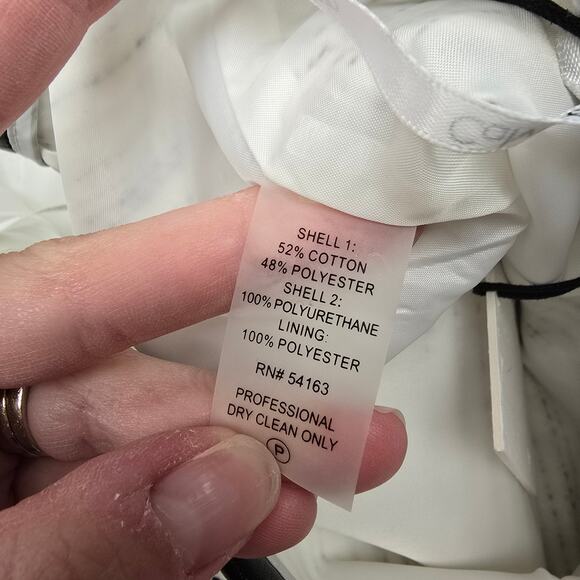 SHELL 1:
52% COTTON
48% POLYESTER
SHELL 2:
100% POLYURETHANE
LINING:
100% POLYESTER
RN# 54163
PROFESSIONAL
DRY CLEAN ONLY
P